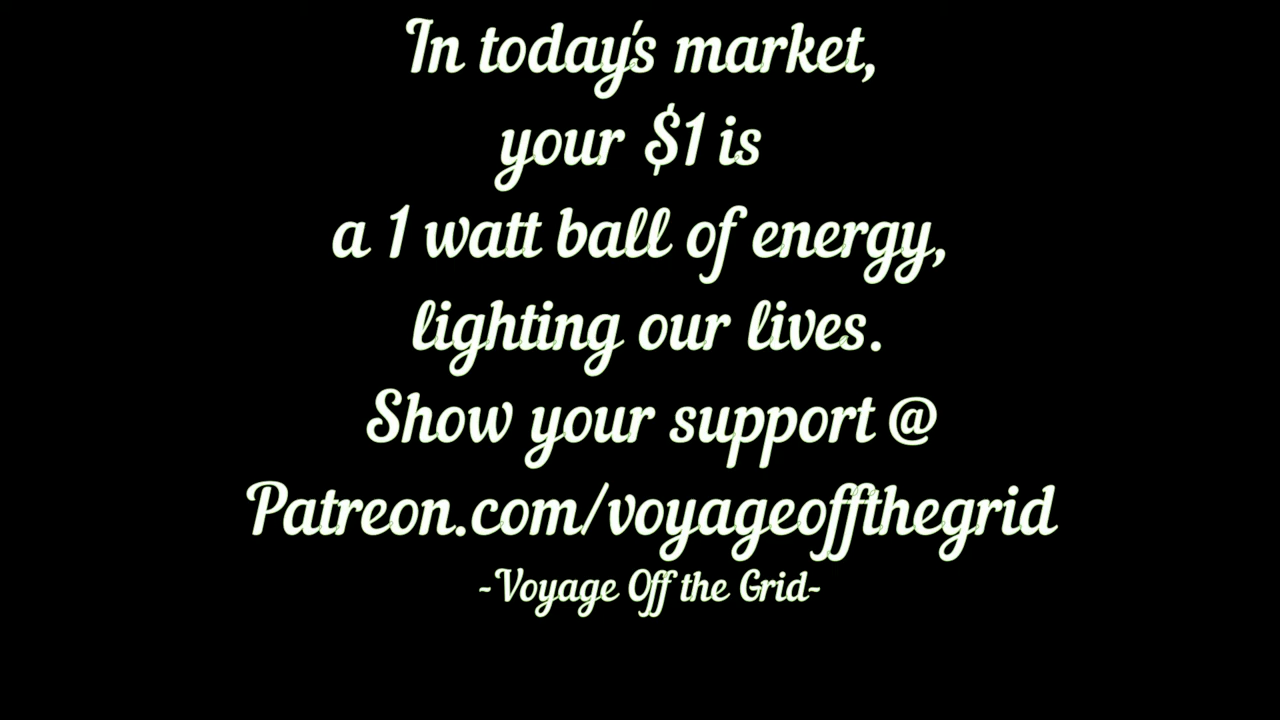 In today's market,
your $1 is
a 1 watt ball of energy,
lighting our lives.
Show your support @
Patreon.com/voyageoffthegrid
~Voyage Off the Grid~